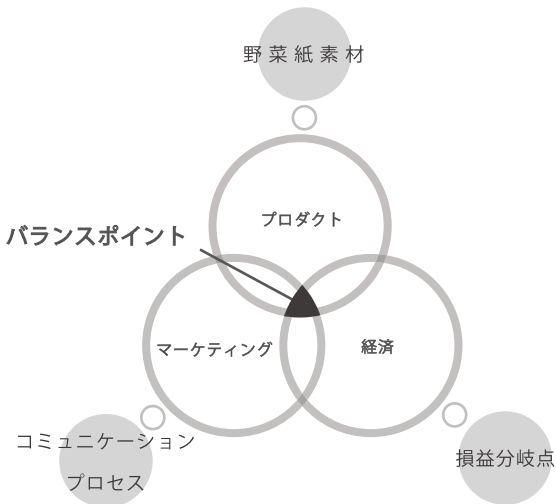 野菜紙素材
プロダクト
バランスポイント
マーケティング
経済
コミュニケーション
プロセス
損益分岐点